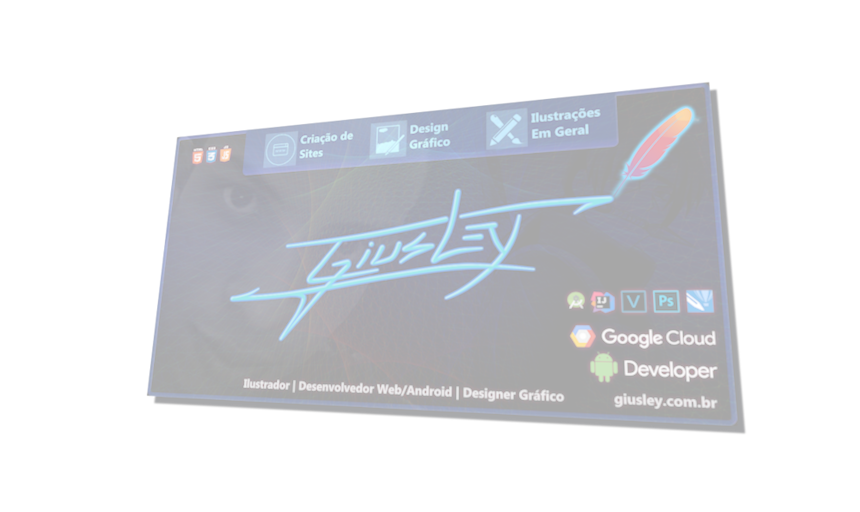 Criação de
Sites
Design
Gráfico
Ilustrações
Em Geral
Giusley
Ps
Google Cloud
Developer
Ilustrador | Desenvolvedor Web/Android | Designer Gráfico
giusley.com.br